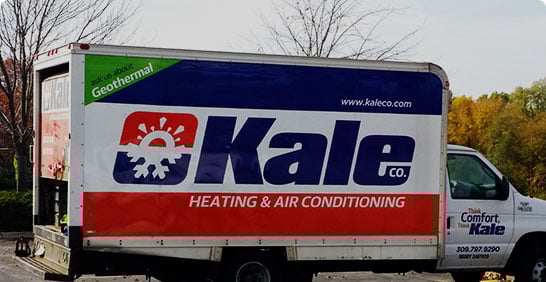 ask us about
Geothermal
www.kaleco.com
Kale
co.
HEATING & AIR CONDITIONING
Kale
Think
Comfort,
Think
Kale
309.797.9290